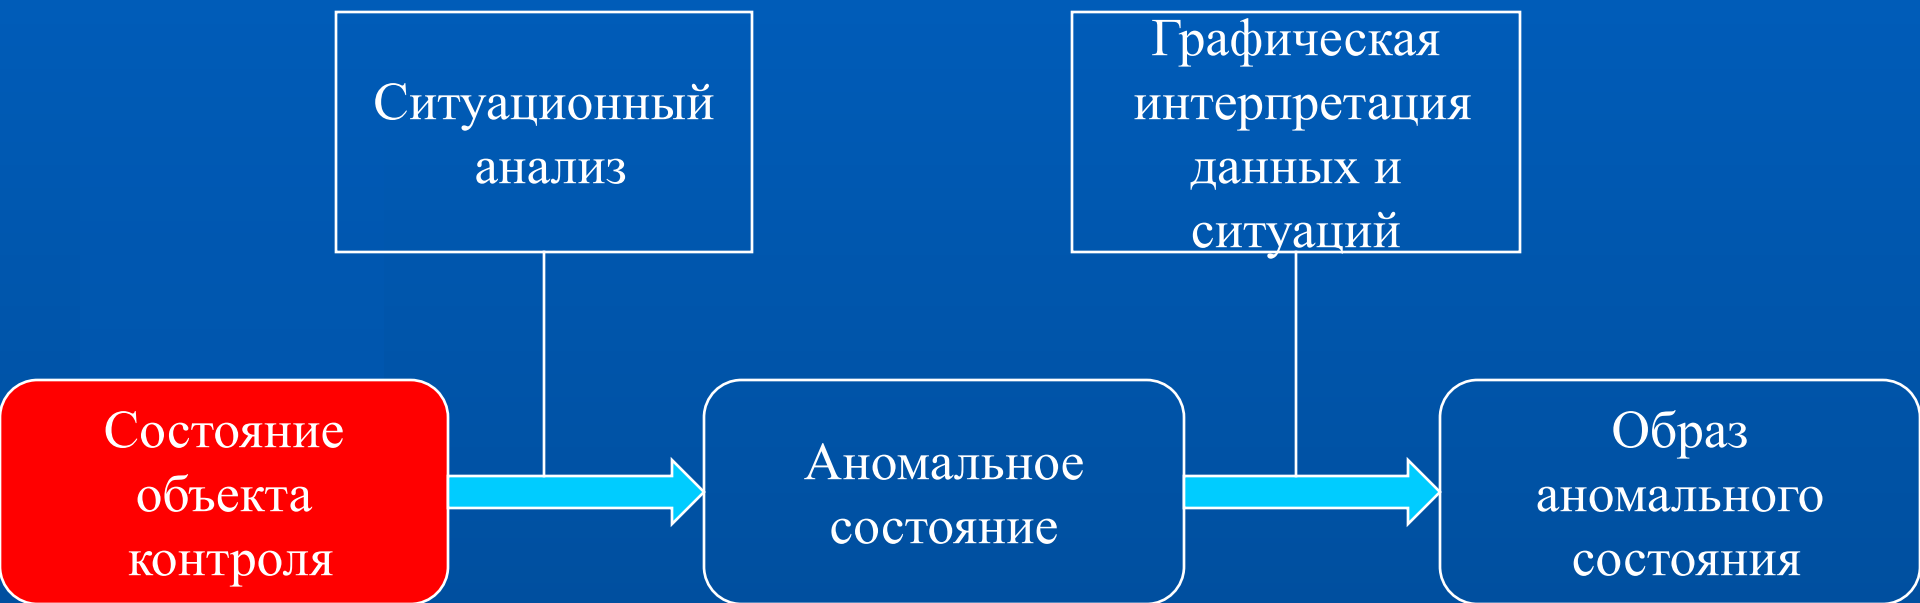 Ситуационный
анализ
Графическая
интерпретация
данных и
ситуаций
Состояние
объекта
контроля
Аномальное
состояние
Образ
аномального
состояния